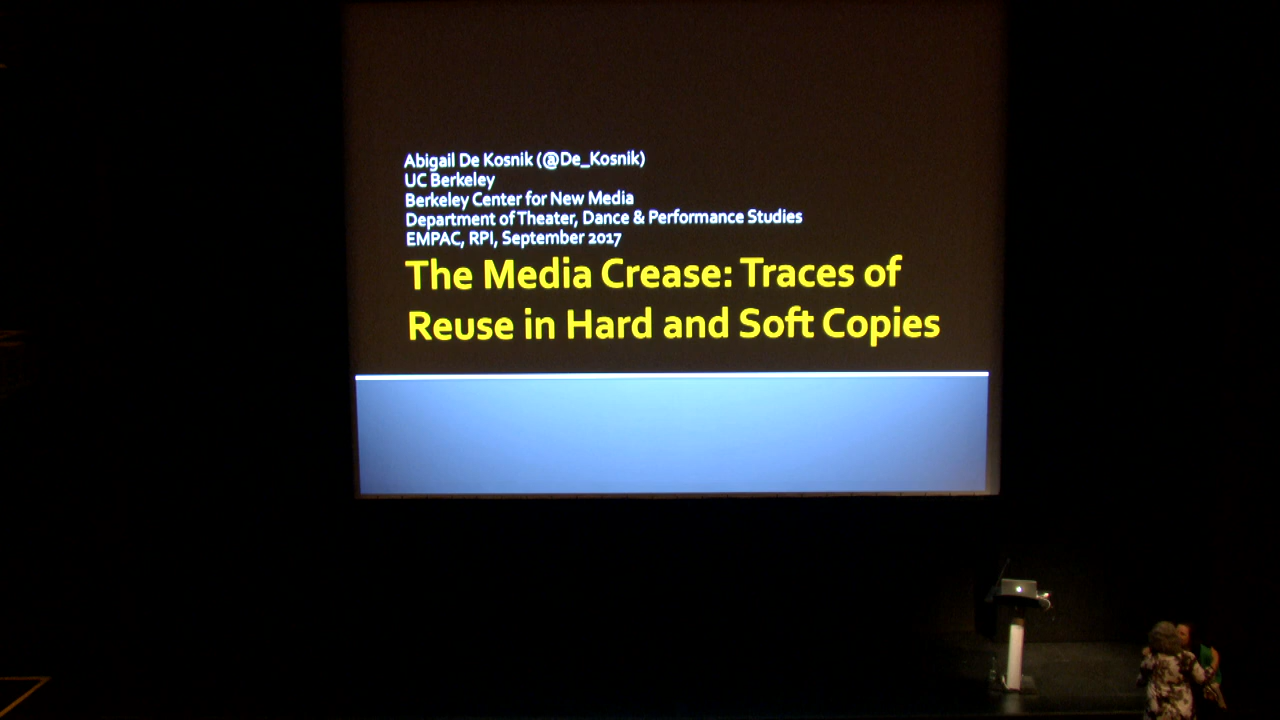 Abigail De Kosnik (@De_Kosnik)
UC Berkeley
Berkeley Center for New Media
Department of Theater, Dance & Performance Studies
EMPAC, RPI, September 2017
The Media Crease: Traces of
Reuse in Hard and Soft Copies